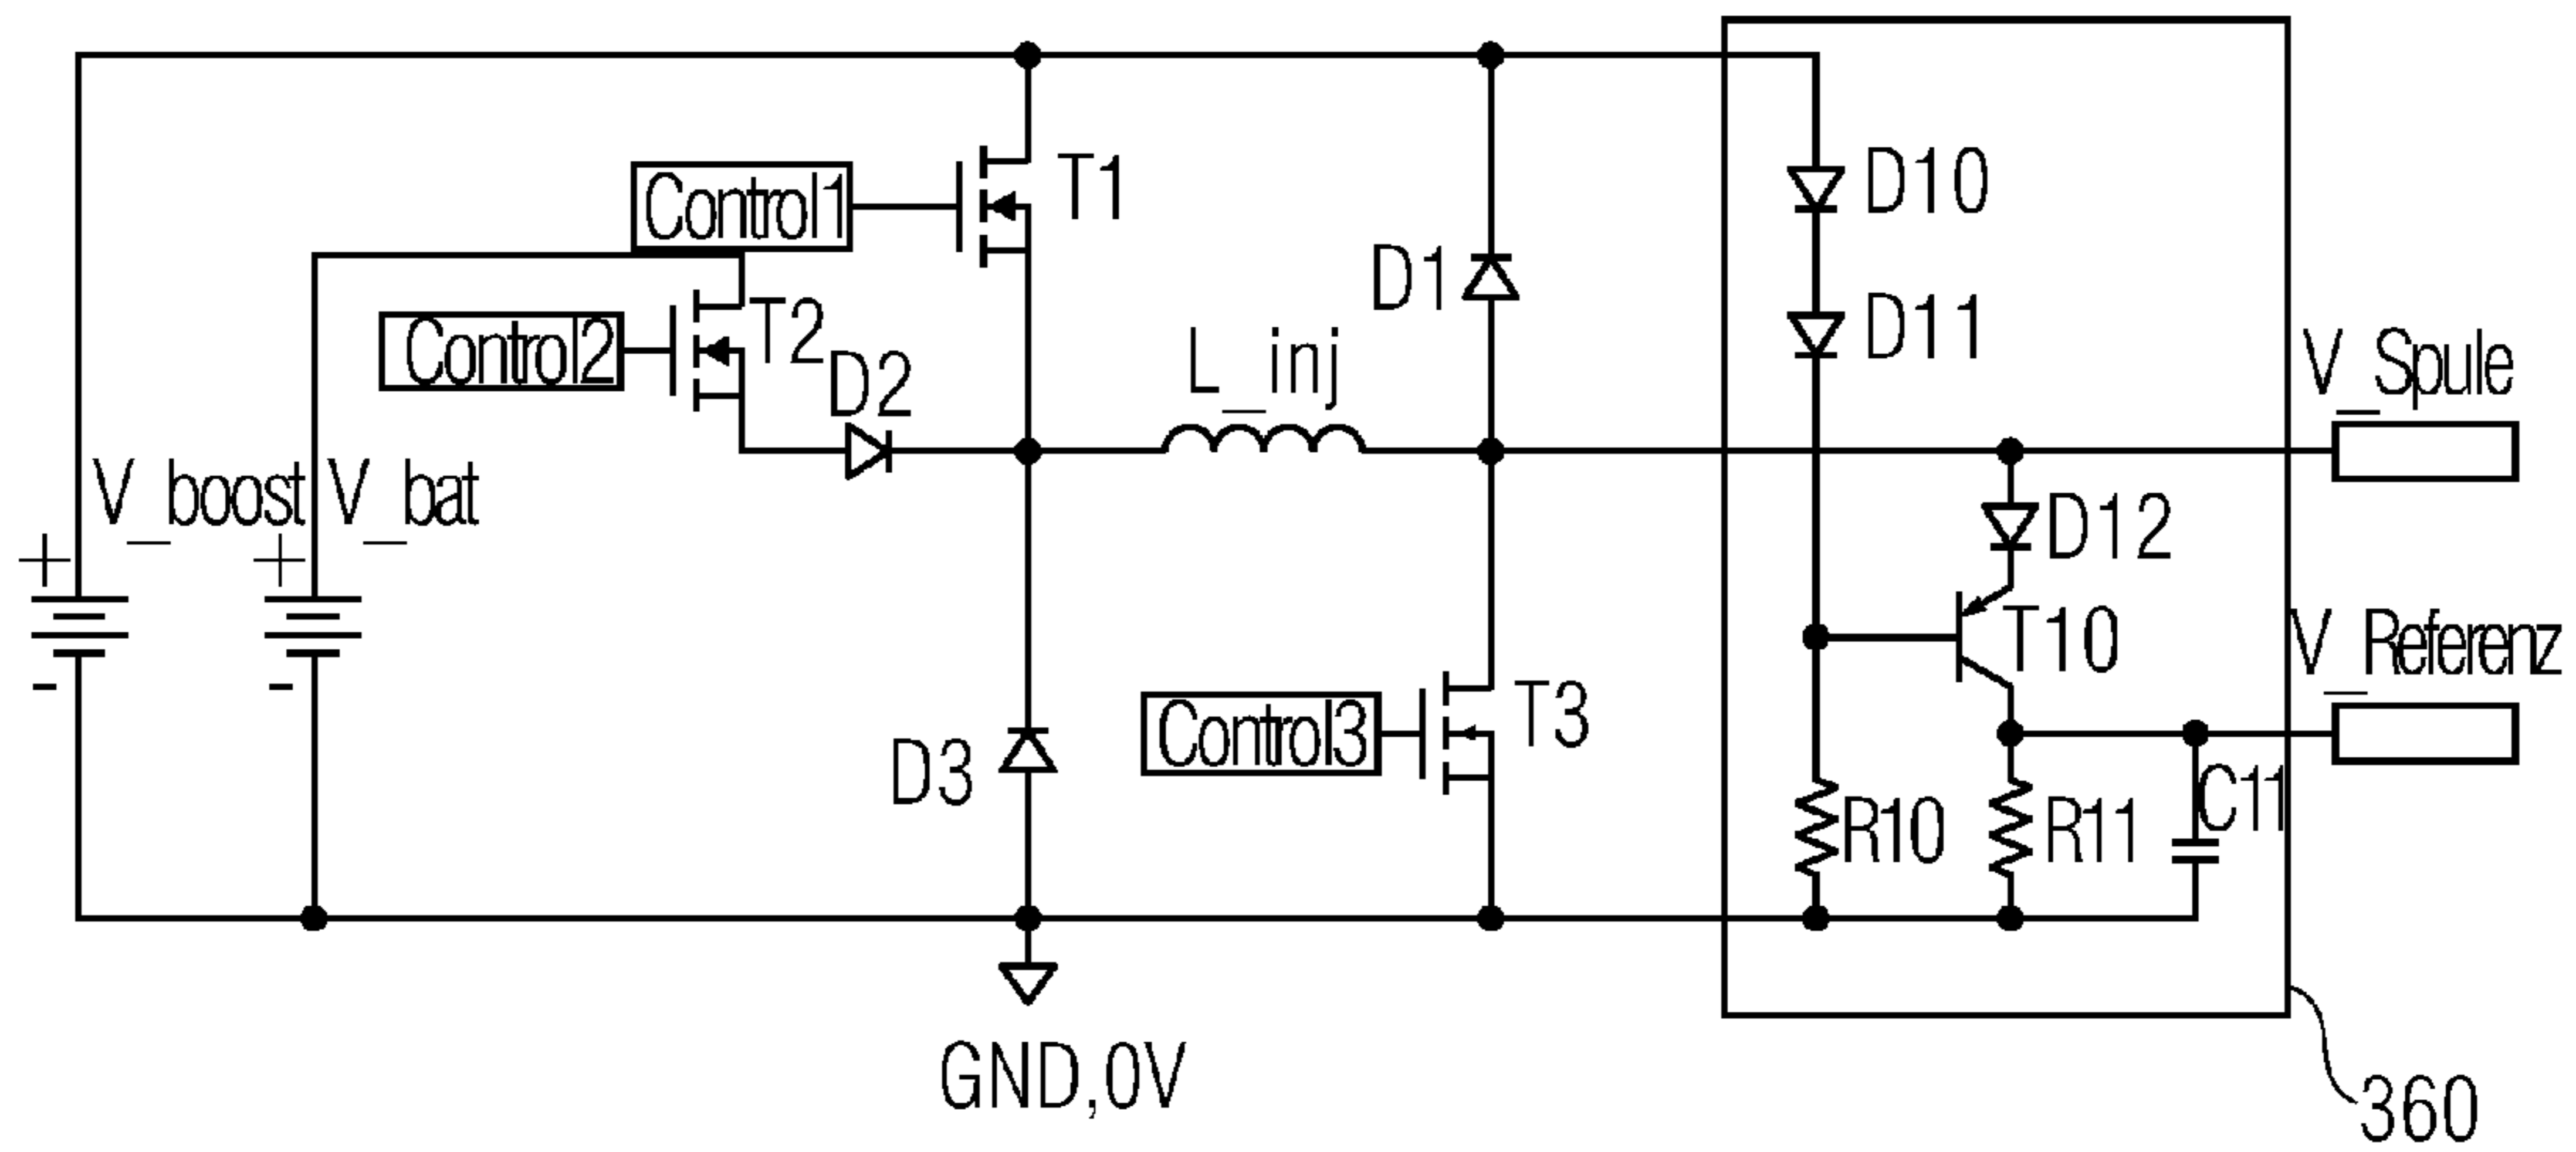 Control1
T1
D10
D1
D11
Control2
T2
D2
L_inj
V_Spule
+
V_boost
+
V_bat
D12
T10
V_Referenz
-
-
D3
Control3
T3
R10
R11
C11
GND,0V
360